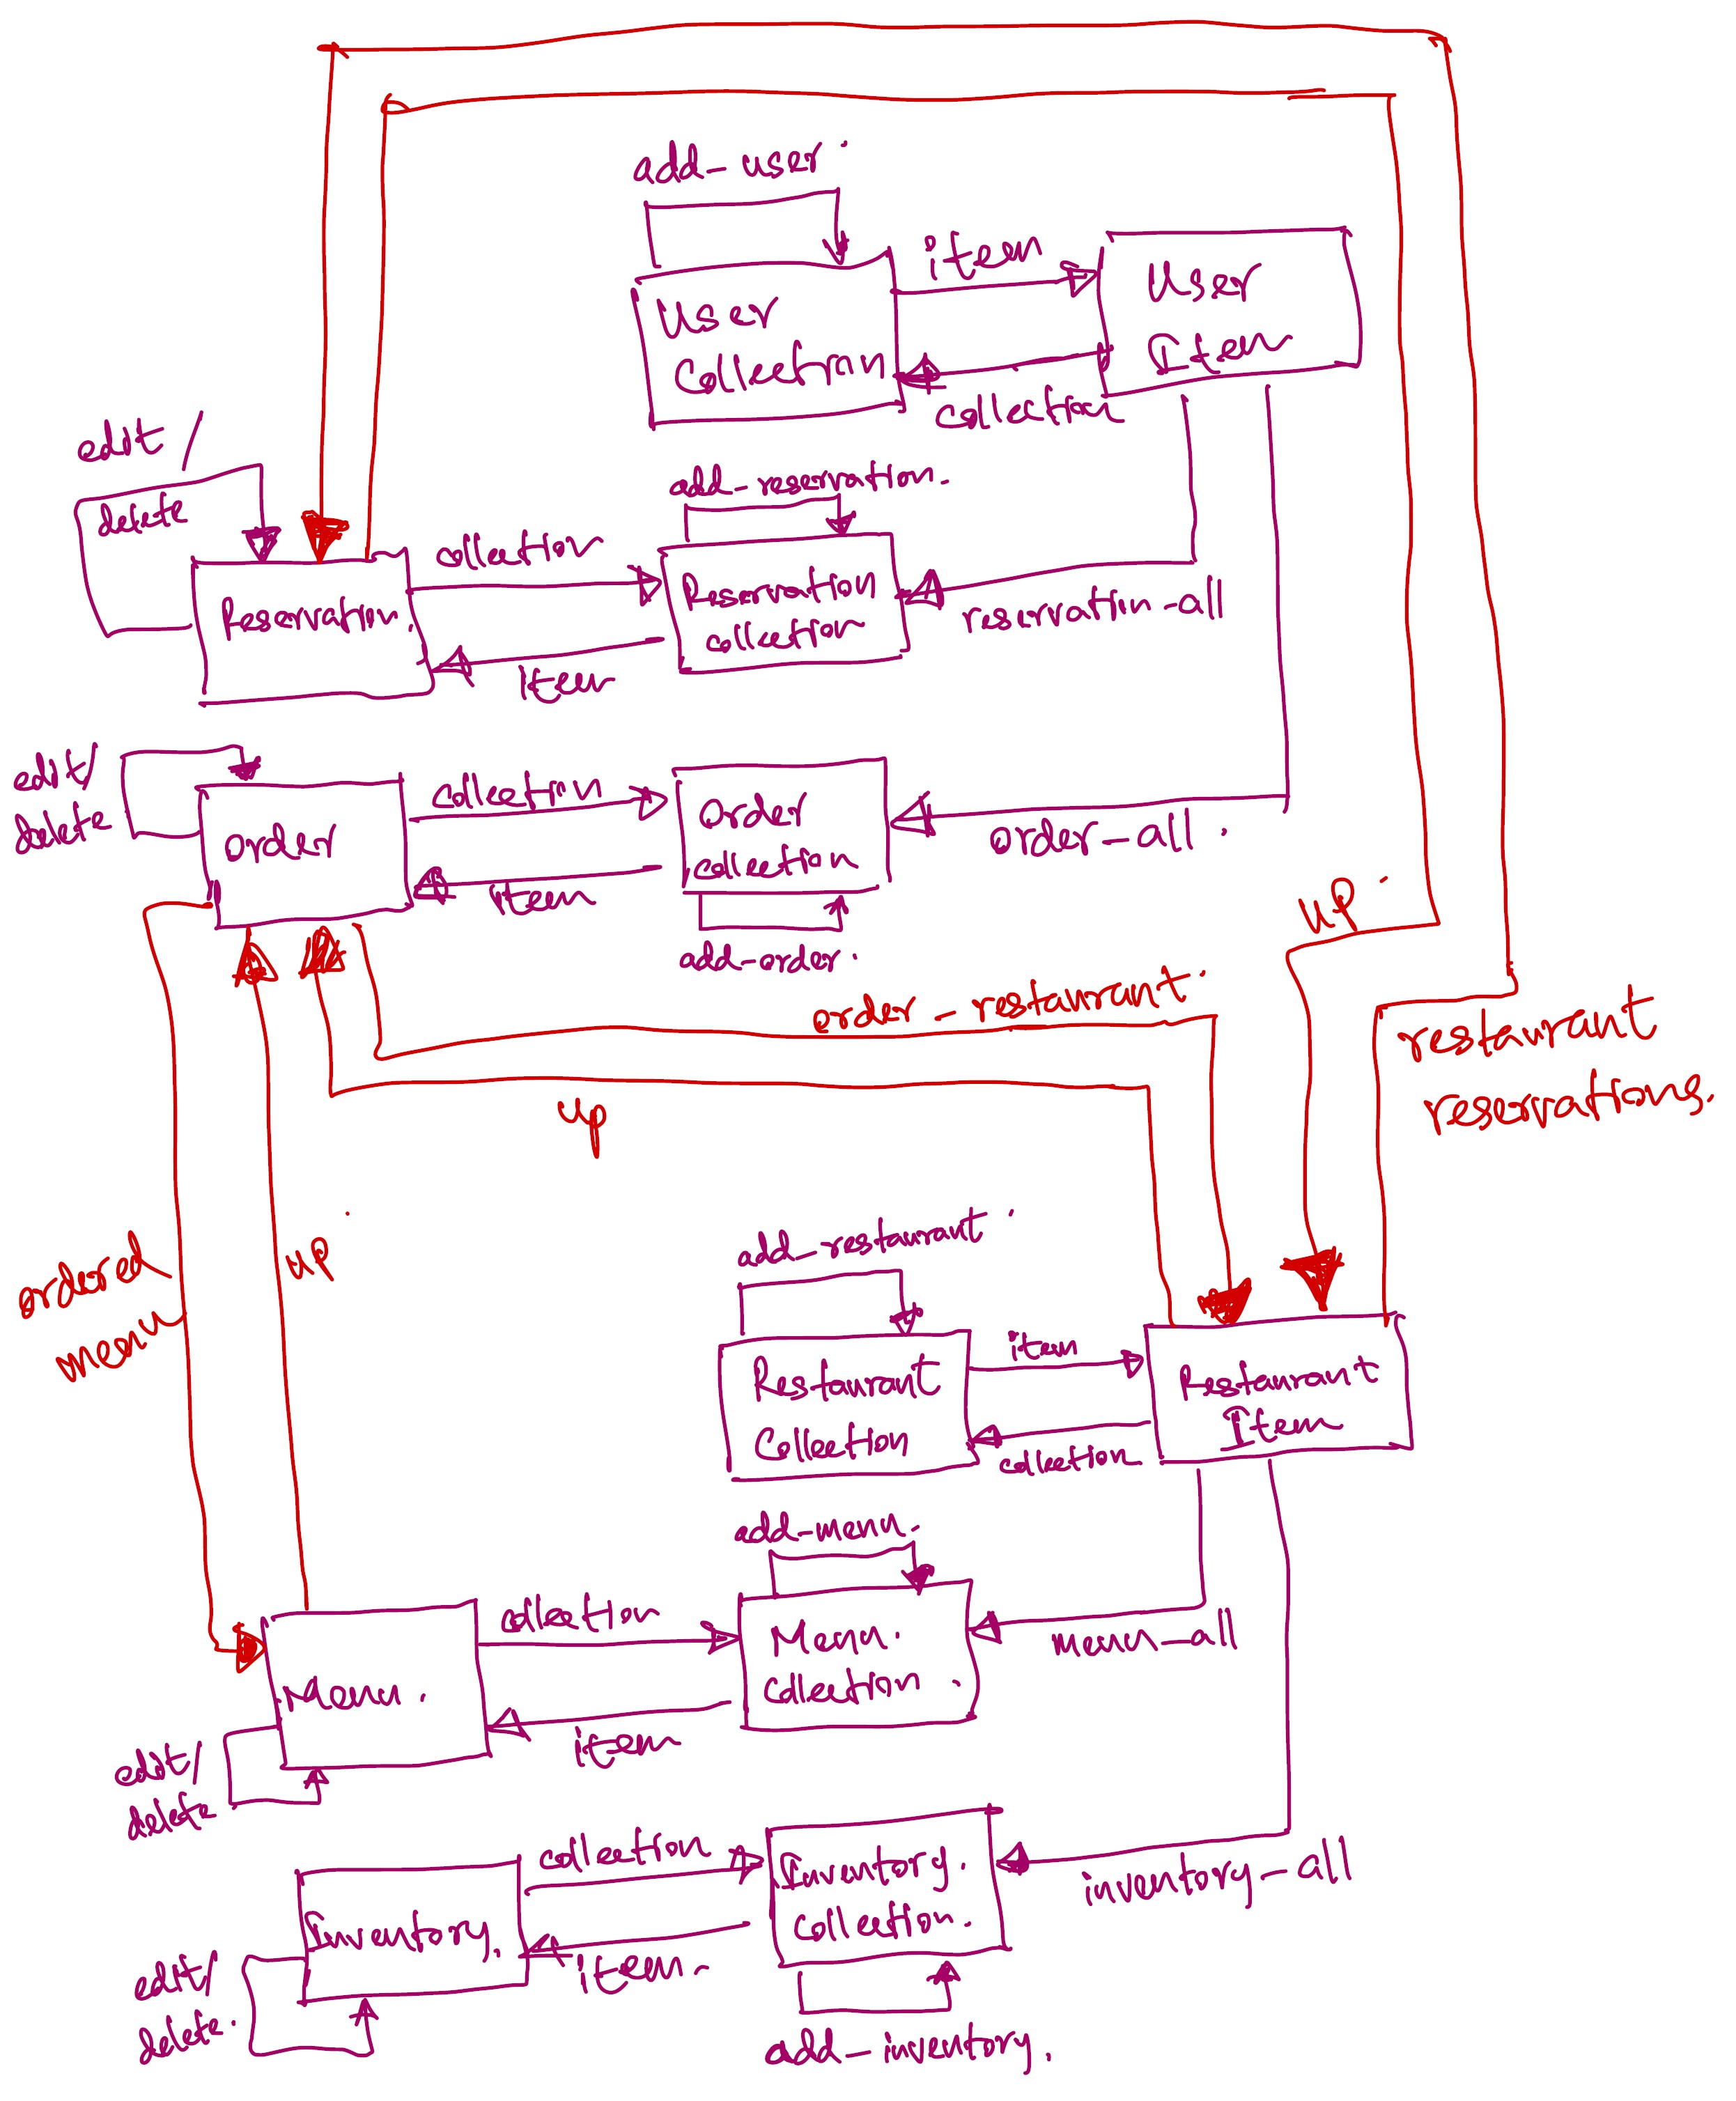 add-user
item
User
Item
User
Collection
collection
edit/
delete
add-reservation.
collection
Reservation.
Reservation
collection
reservation-all
item
edit/
delete
collection
order
Order
collection
order-all.
item
add-order.
up
order-restaurant
restaurant
reservations.
up
ordered
menu
up
add-restaurant
item
Restaurant
Collection
Restaurant
Item
collection
add-menu.
collection
Menu.
Menu.
collection.
menu-all
item
edit/
delete
collection
Inventory.
Inventory.
collection.
inventory-all
item-
edit/
delete.
add-inventory.